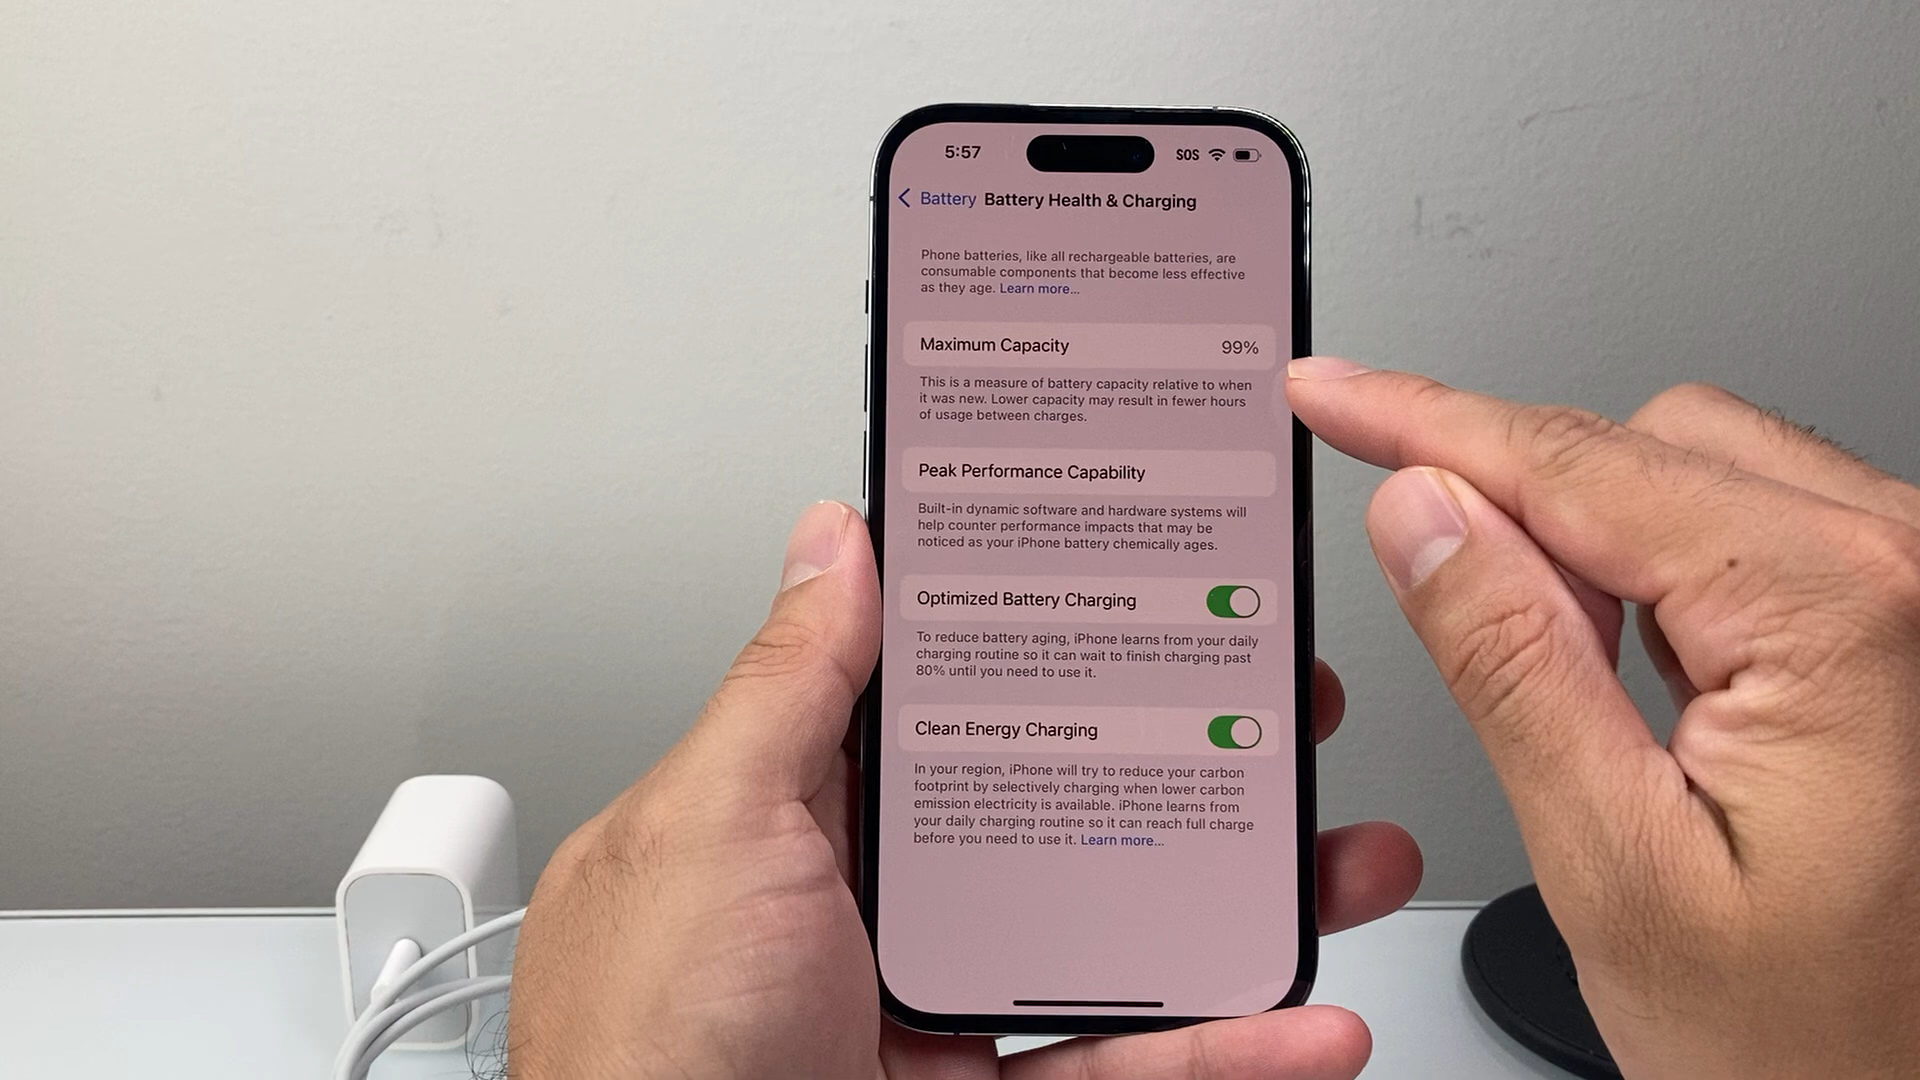 5:57 SOS
Battery Battery Health & Charging
Phone batteries, like all rechargeable batteries, are
consumable components that become less effective
as they age. Learn more...
Maximum Capacity 99%
This is a measure of battery capacity relative to when
it was new. Lower capacity may result in fewer hours
of usage between charges.
Peak Performance Capability
Built-in dynamic software and hardware systems will
help counter performance impacts that may be
noticed as your iPhone battery chemically ages.
Optimized Battery Charging
To reduce battery aging, iPhone learns from your daily
charging routine so it can wait to finish charging past
80% until you need to use it.
Clean Energy Charging
In your region, iPhone will try to reduce your carbon
footprint by selectively charging when lower carbon
emission electricity is available. iPhone learns from
your daily charging routine so it can reach full charge
before you need to use it. Learn more...